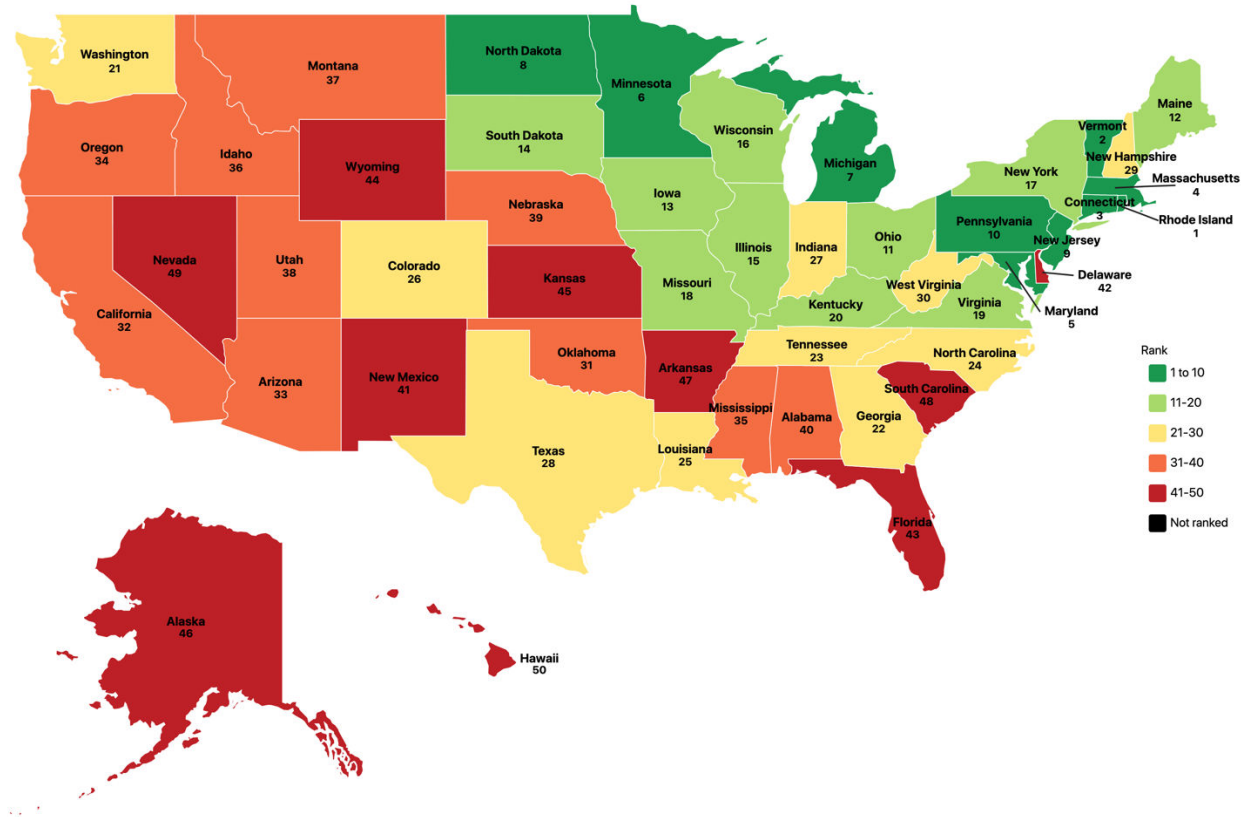 Washington
21
Montana
37
North Dakota
8
Minnesota
6
Maine
12
Vermont
2
Oregon
34
Idaho
36
Wyoming
44
South Dakota
14
Wisconsin
16
Michigan
7
New York
17
New Hampshire
29
Massachusetts
4
Connecticut
3
Rhode Island
1
Iowa
13
Nebraska
39
Pennsylvania
10
New Jersey
9
Nevada
49
Utah
38
Colorado
26
Kansas
45
Missouri
18
Illinois
15
Indiana
27
Ohio
11
West Virginia
30
Delaware
42
Maryland
5
Virginia
19
Kentucky
20
California
32
Arizona
33
New Mexico
41
Oklahoma
31
Arkansas
47
Tennessee
23
North Carolina
24
South Carolina
48
Mississippi
35
Alabama
40
Georgia
22
Texas
28
Louisiana
25
Florida
43
Alaska
46
Hawaii
50
Rank
1 to 10
11-20
21-30
31-40
41-50
Not ranked